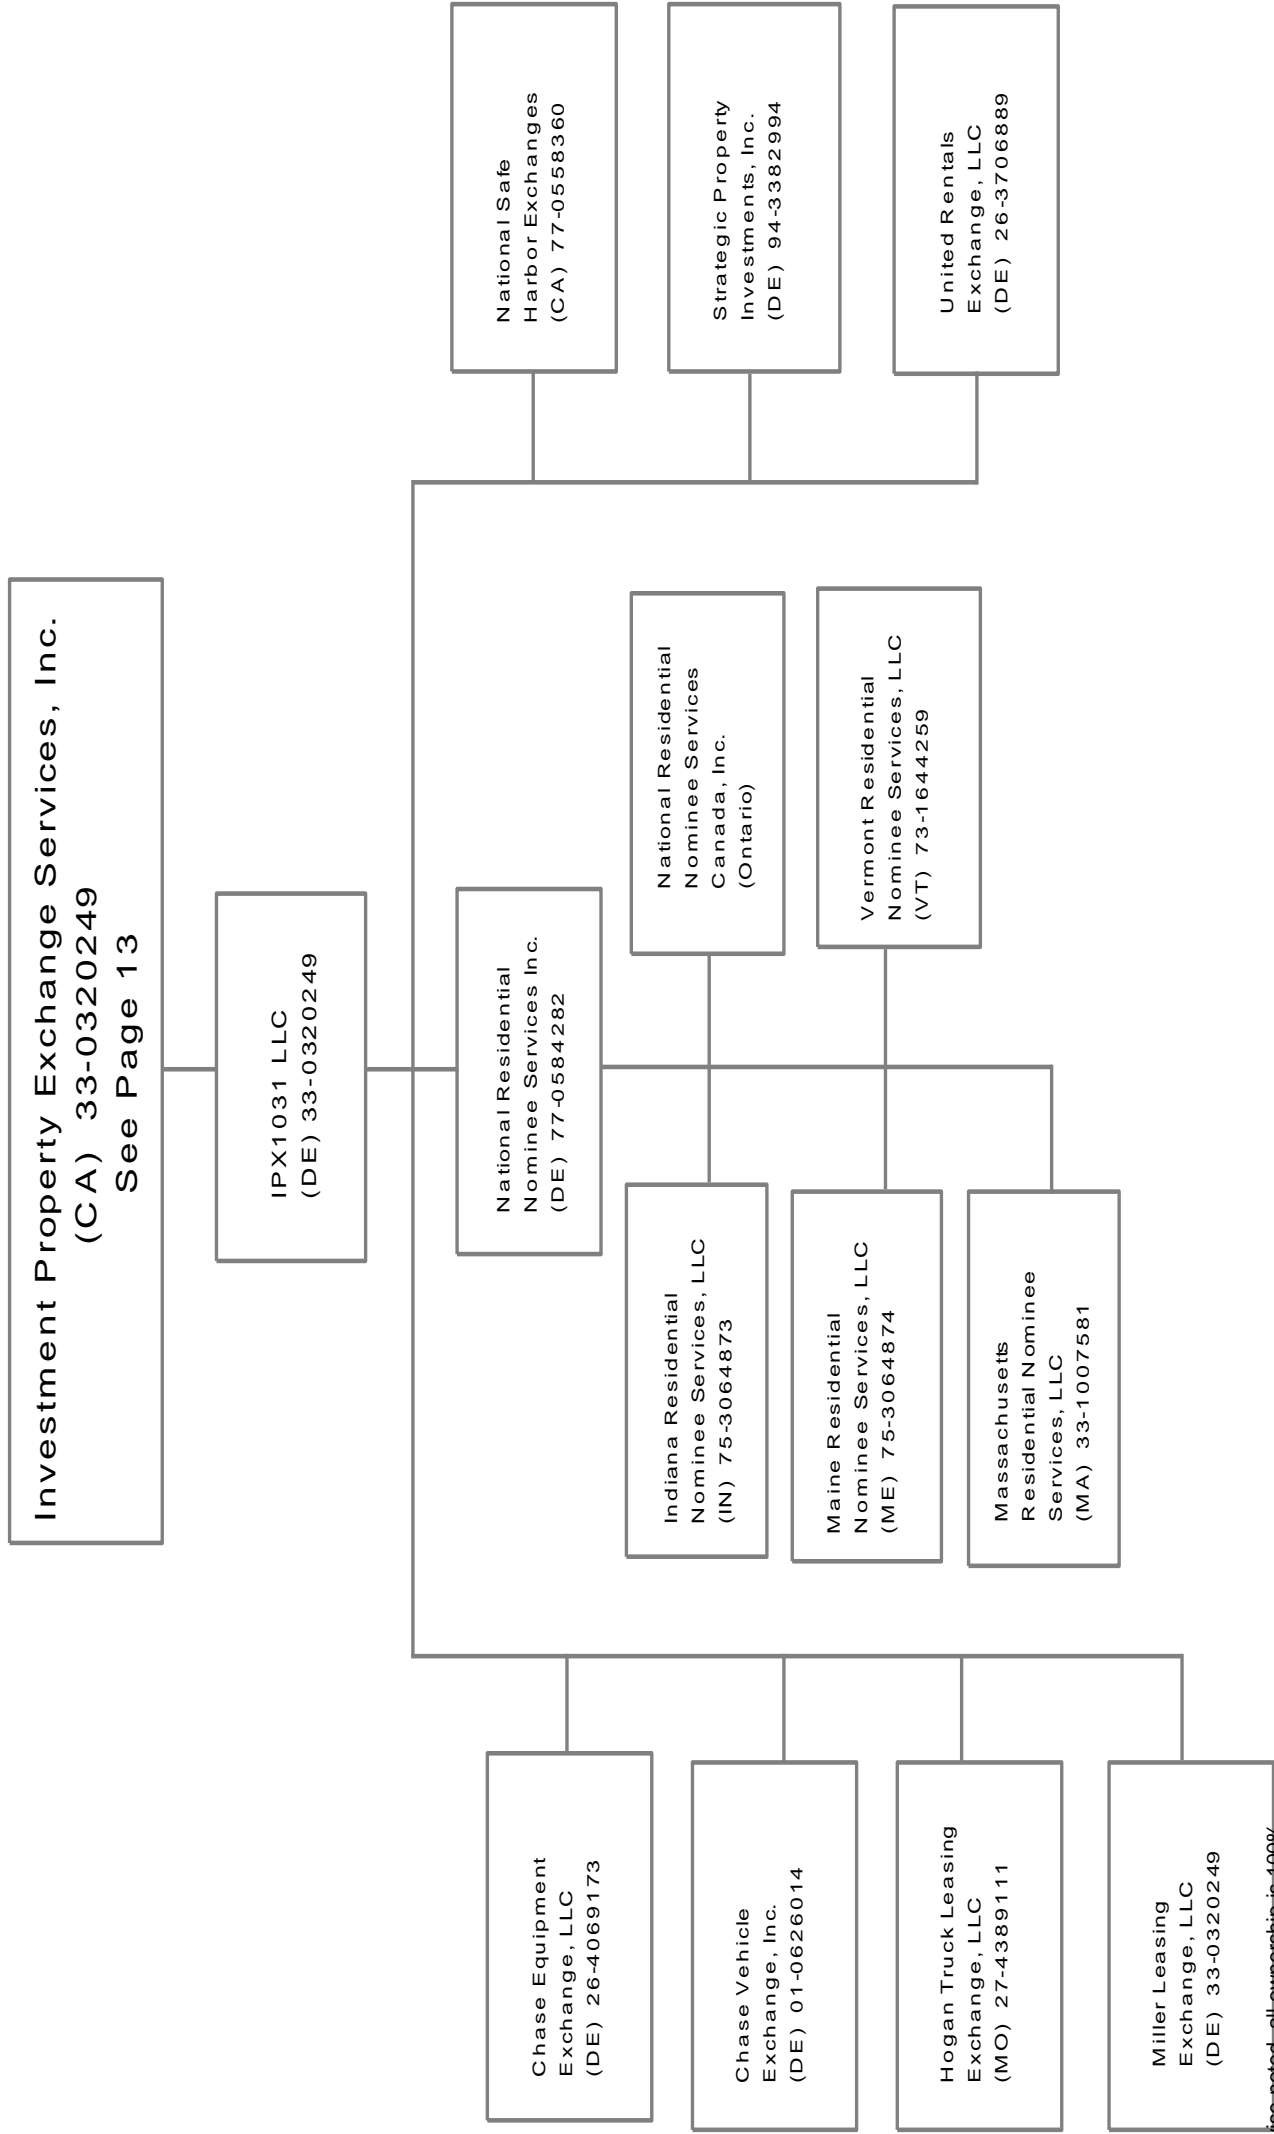 Investment Property Exchange Services, Inc.
(CA) 33-0320249
See Page 13
IPX1031 LLC
(DE) 33-0320249
Chase Equipment
Exchange, LLC
(DE) 26-4069173
Chase Vehicle
Exchange, Inc.
(DE) 01-0626014
Hogan Truck Leasing
Exchange, LLC
(MO) 27-4389111
Miller Leasing
Exchange, LLC
(DE) 33-0320249
National Residential
Nominee Services Inc.
(DE) 77-0584282
Indiana Residential
Nominee Services, LLC
(IN) 75-3064873
Maine Residential
Nominee Services, LLC
(ME) 75-3064874
Massachusetts
Residential Nominee
Services, LLC
(MA) 33-1007581
National Residential
Nominee Services
Canada, Inc.
(Ontario)
Vermont Residential
Nominee Services, LLC
(VT) 73-1644259
National Safe
Harbor Exchanges
(CA) 77-0558360
Strategic Property
Investments, Inc.
(DE) 94-3382994
United Rentals
Exchange, LLC
(DE) 26-3706889
noted, all ownership is 100%